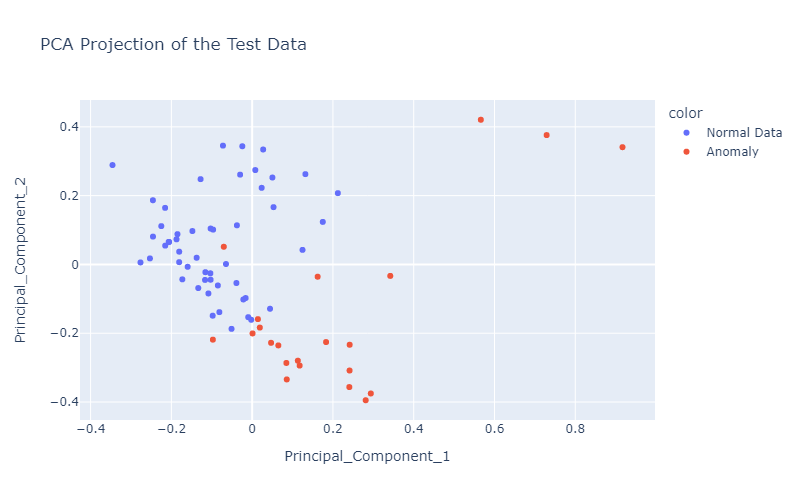 PCA Projection of the Test Data
color
Normal Data
Anomaly
0.4
0.2
0
−0.2
−0.4
Principal_Component_2
−0.4
−0.2
0
0.2
0.4
0.6
0.8
Principal_Component_1